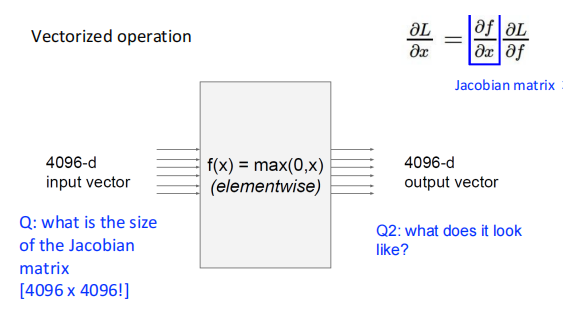 Vectorized operation
∂L/∂x = ∂f/∂x ∂L/∂f
Jacobian matrix
4096-d
input vector
f(x) = max(0,x)
(elementwise)
4096-d
output vector
Q: what is the size
of the Jacobian
matrix
[4096 x 4096!]
Q2: what does it look
like?